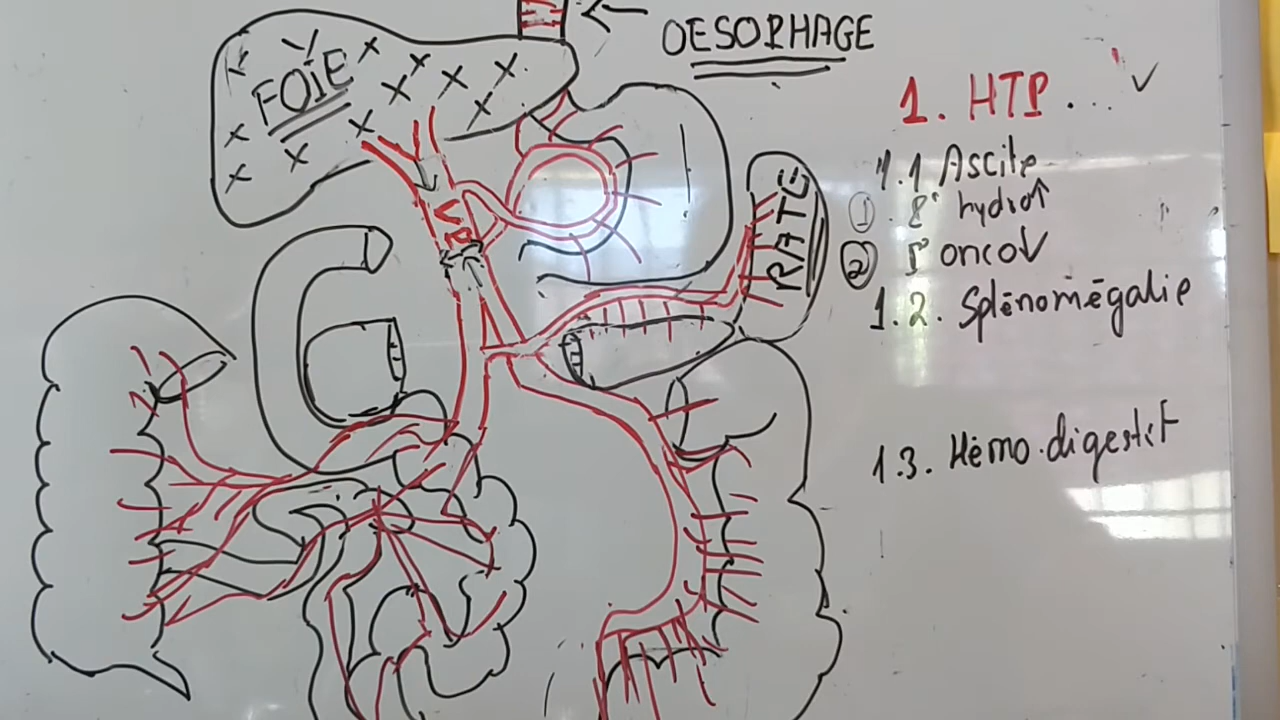 OESOPHAGE
FOIE
RATE
VP
1. HTP...
1.1 Ascite
① P° hydro↑
② P° onco↓
1.2. Splénomégalie
1.3. Hémo.digestif